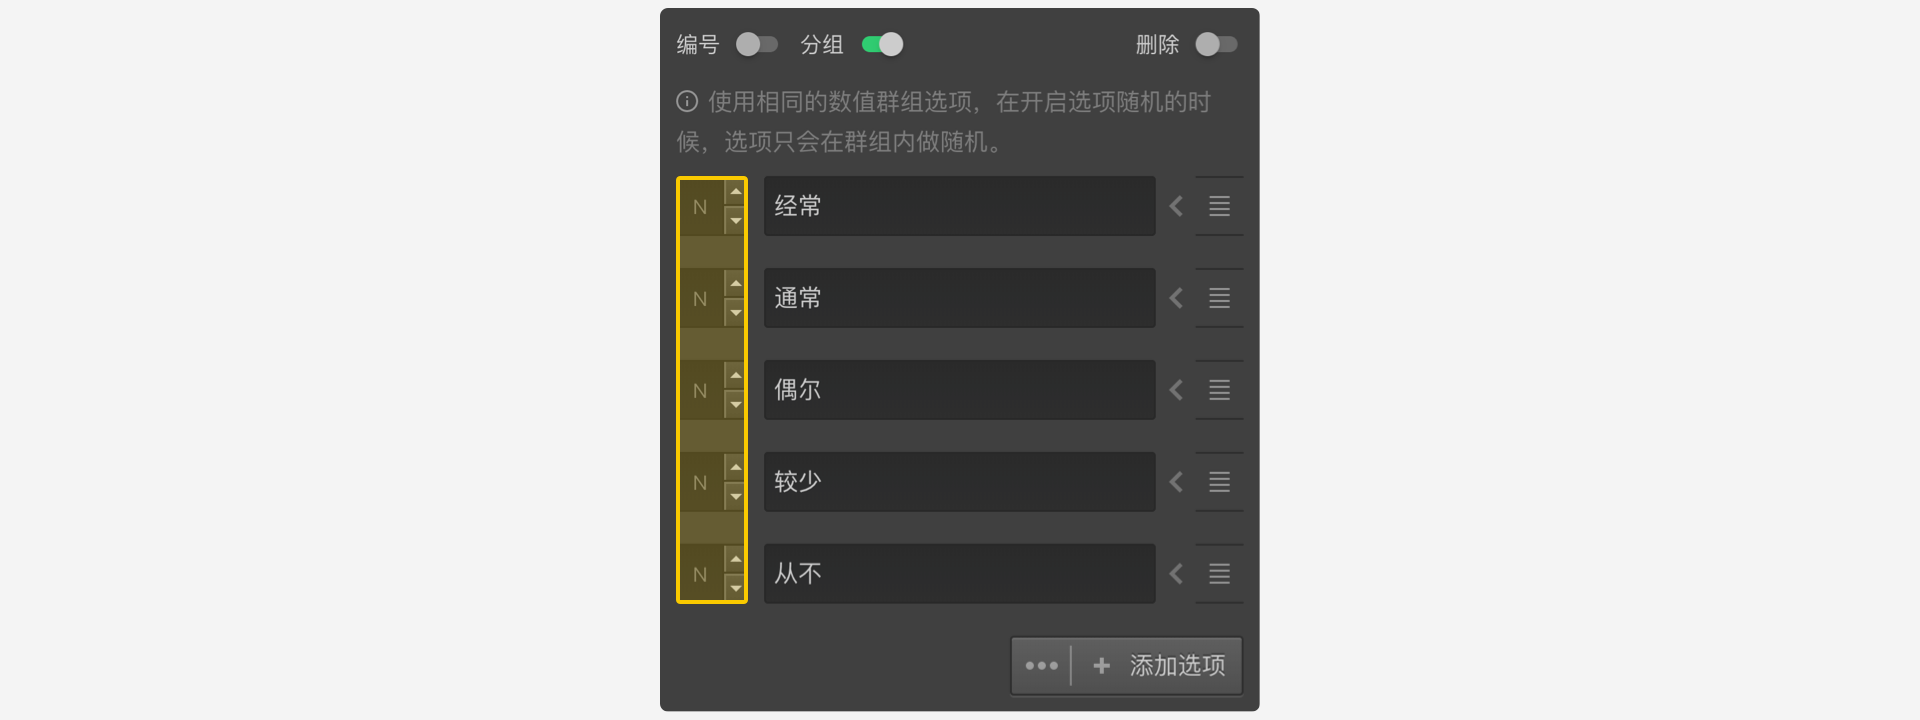 编号 分组 删除
使用相同的数值群组选项，在开启选项随机的时
候，选项只会在群组内做随机。
N 经常
N 通常
N 偶尔
N 较少
N 从不
添加选项